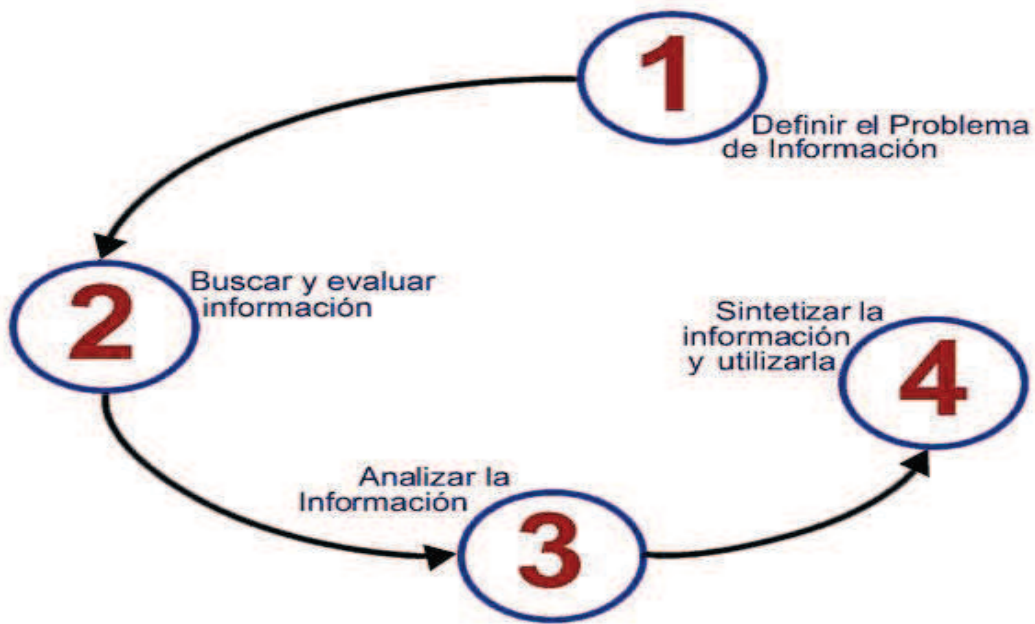 1
Definir el Problema
de Información
2
Buscar y evaluar
información
3
Analizar la
Información
4
Sintetizar la
información
y utilizarla